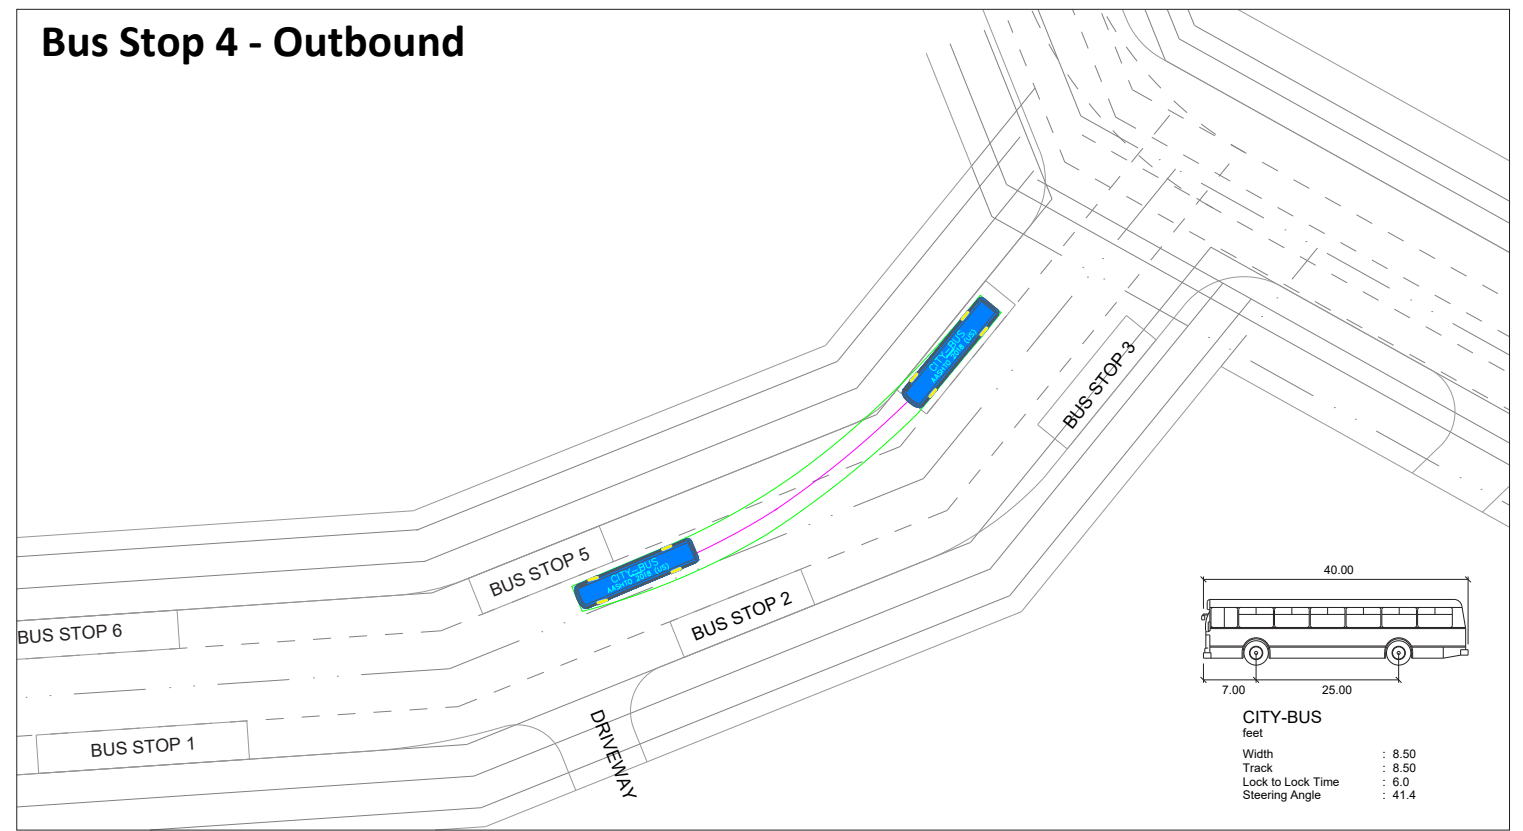 Bus Stop 4 - Outbound
CITY-BUS
AASHTO 2018 (US)
BUS STOP 3
CITY-BUS
AASHTO 2018 (US)
BUS STOP 5
BUS STOP 2
BUS STOP 6
BUS STOP 1
DRIVEWAY
40.00
7.00
25.00
CITY-BUS
feet
Width : 8.50
Track : 8.50
Lock to Lock Time : 6.0
Steering Angle : 41.4